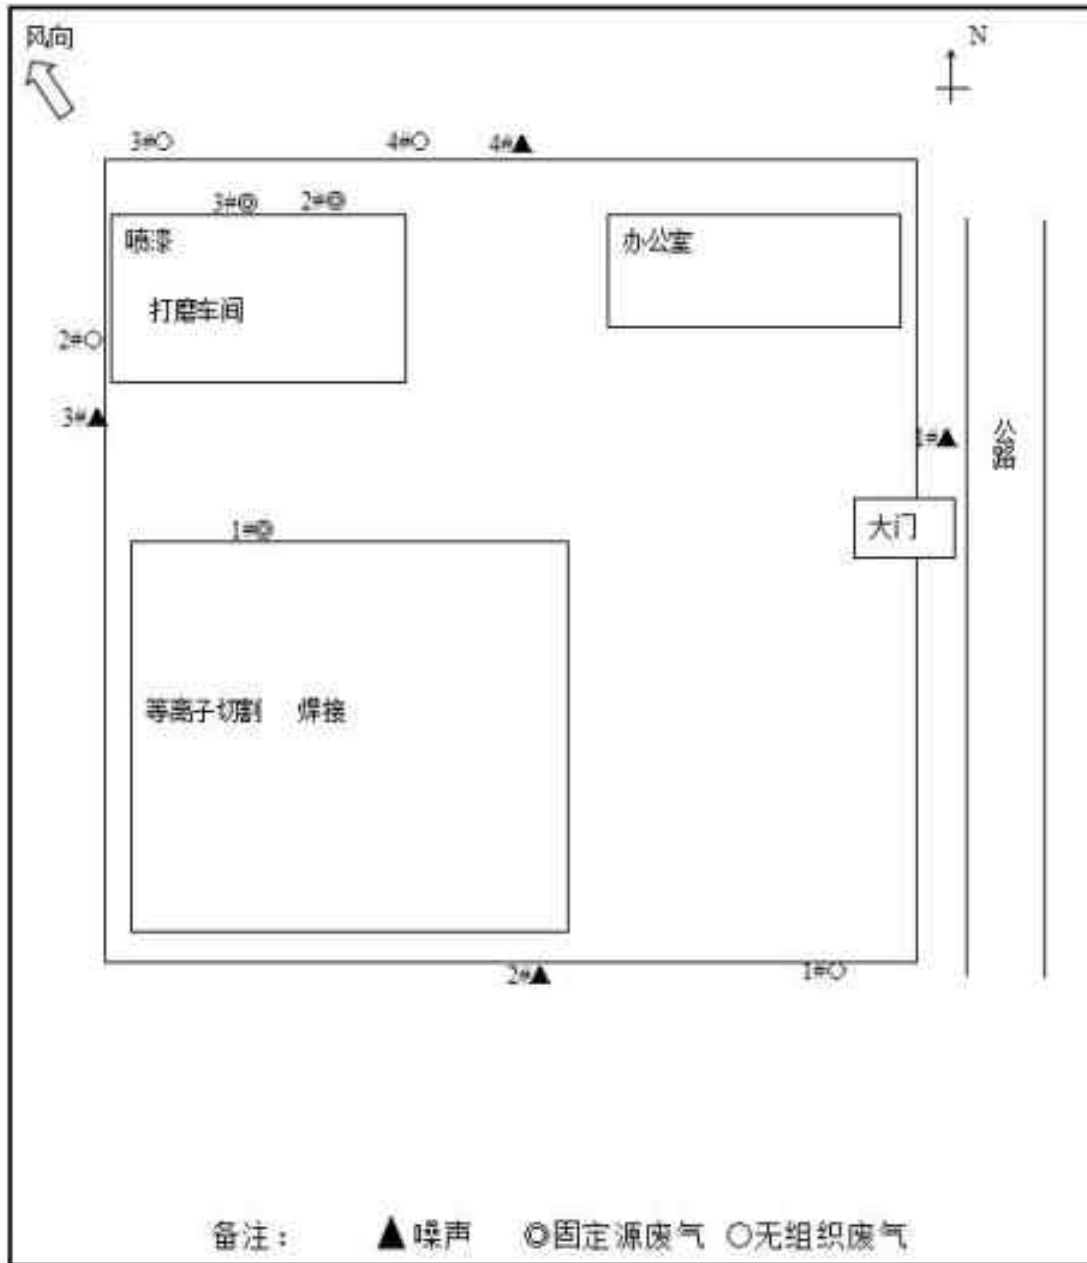 风向
N
3#○
4#○
4#▲
3#◎
2#◎
喷漆
办公室
打磨车间
2#○
3#▲
1#▲
公路
大门
1#◎
等离子切割 焊接
2#▲
1#○
备注： ▲噪声 ◎固定源废气 ○无组织废气